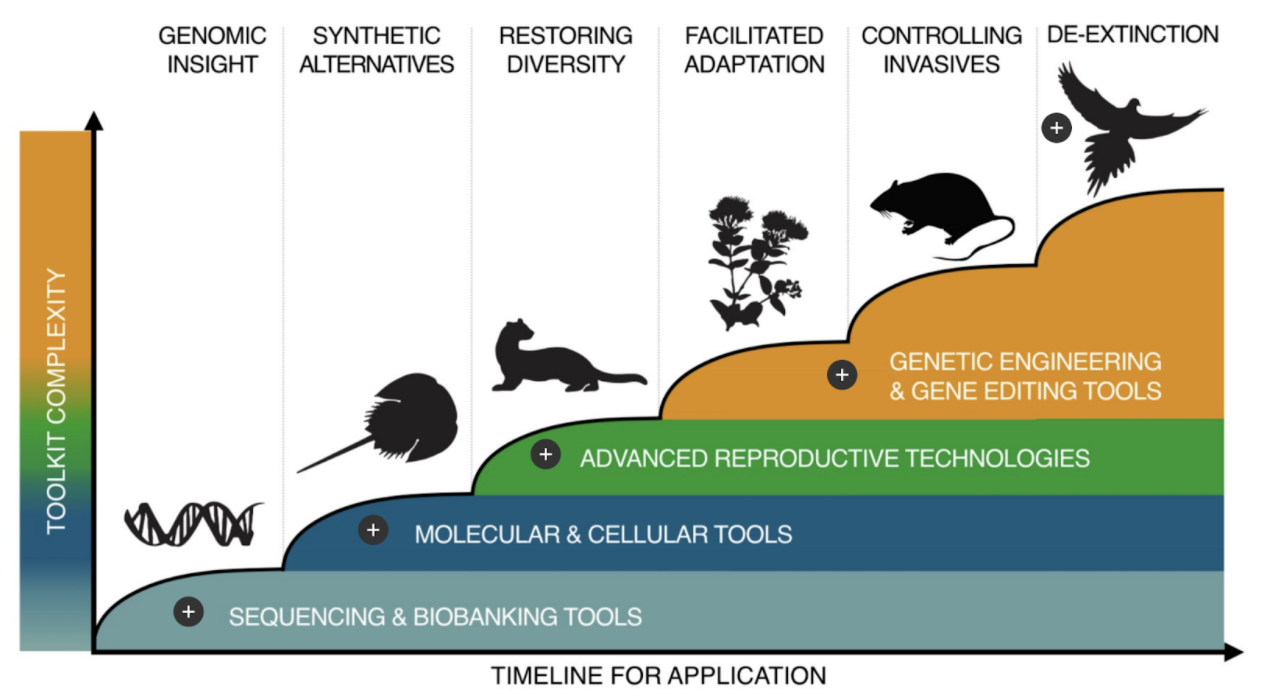 GENOMIC
INSIGHT
SYNTHETIC
ALTERNATIVES
RESTORING
DIVERSITY
FACILITATED
ADAPTATION
CONTROLLING
INVASIVES
DE-EXTINCTION
TOOLKIT COMPLEXITY
GENETIC ENGINEERING
& GENE EDITING TOOLS
ADVANCED REPRODUCTIVE TECHNOLOGIES
MOLECULAR & CELLULAR TOOLS
SEQUENCING & BIOBANKING TOOLS
TIMELINE FOR APPLICATION